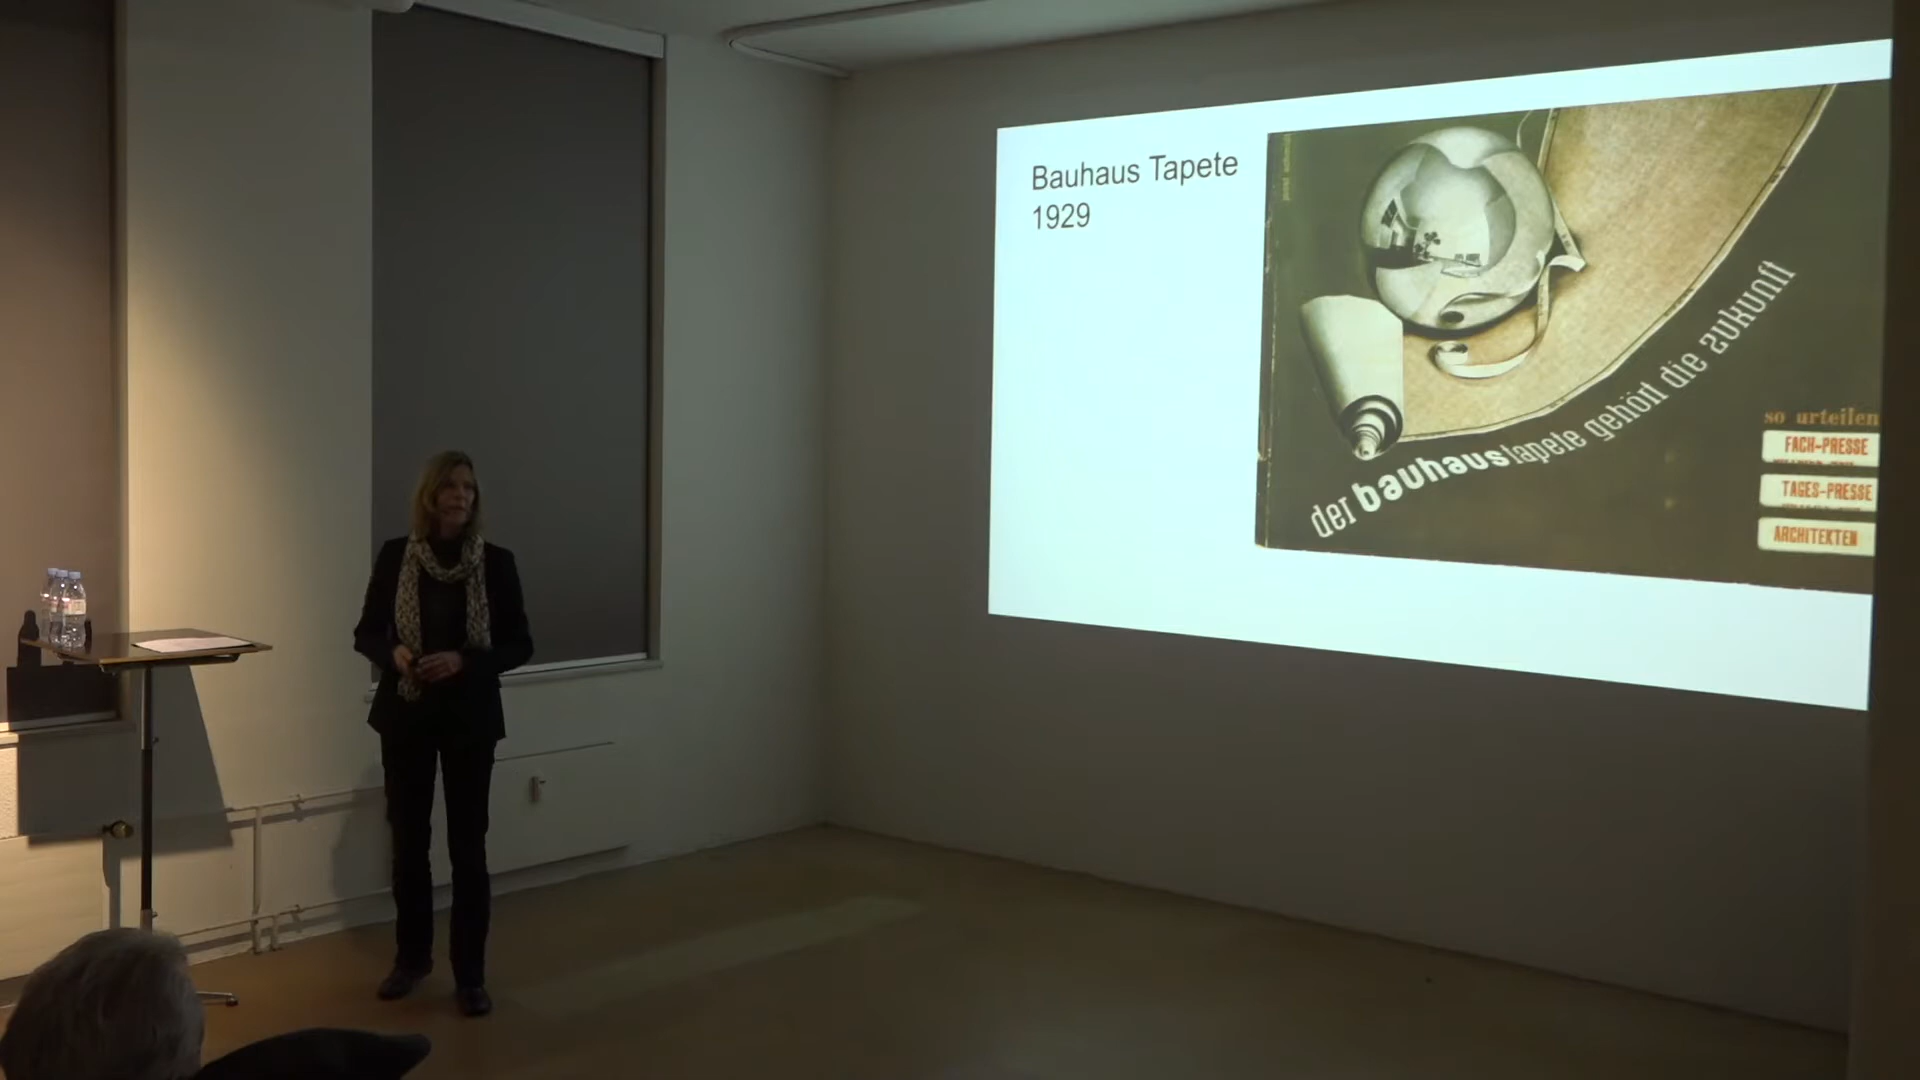 Bauhaus Tapete
1929
der bauhaustapete gehört die zukunft
so urteilen
FACH-PRESSE
TAGES-PRESSE
ARCHITEKTEN